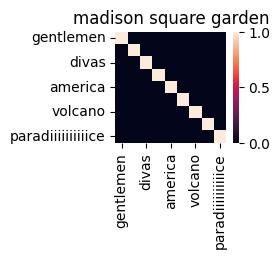 madison square garden
gentlemen
divas
america
volcano
paradiiiiiiiiiiice
1.0
0.5
0.0
gentlemen
divas
america
volcano
paradiiiiiiiiiiice